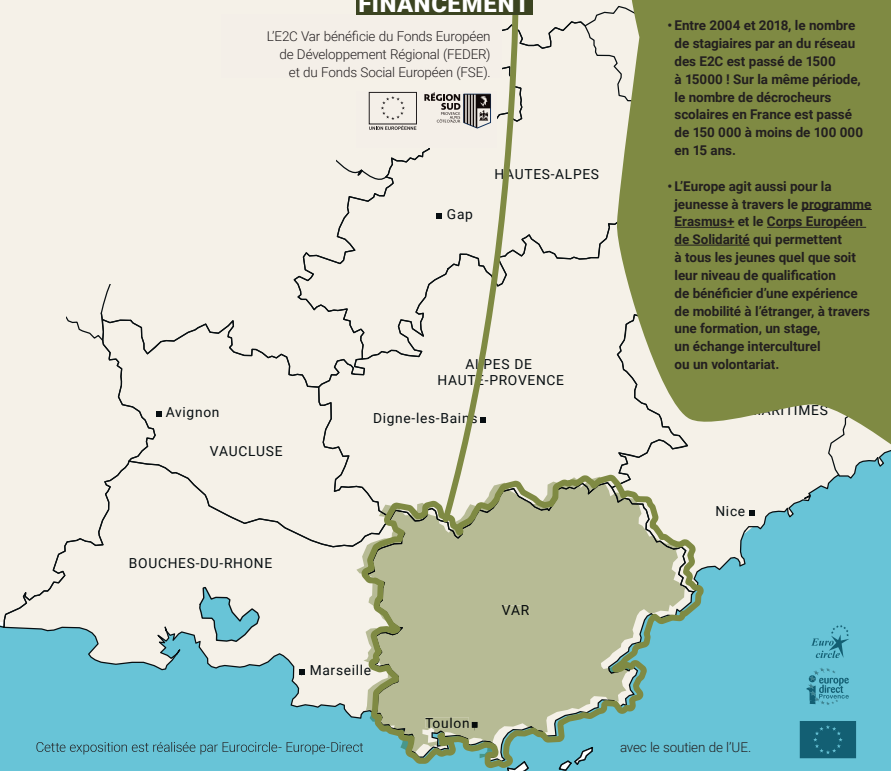 FINANCEMENT
L'E2C Var bénéficie du Fonds Européen
de Développement Régional (FEDER)
et du Fonds Social Européen (FSE).
UNION EUROPÉENNE
RÉGION
SUD
PROVENCE
ALPES
CÔTE D'AZUR
• Entre 2004 et 2018, le nombre
de stagiaires par an du réseau
des E2C est passé de 1500
à 15000 ! Sur la même période,
le nombre de décrocheurs
scolaires en France est passé
de 150 000 à moins de 100 000
en 15 ans.
• L'Europe agit aussi pour la
jeunesse à travers le programme
Erasmus+ et le Corps Européen
de Solidarité qui permettent
à tous les jeunes quel que soit
leur niveau de qualification
de bénéficier d'une expérience
de mobilité à l'étranger, à travers
une formation, un stage,
un échange interculturel
ou un volontariat.
HAUTES-ALPES
Gap
ALPES DE
HAUTE-PROVENCE
Digne-les-Bains
MARITIMES
Avignon
VAUCLUSE
Nice
BOUCHES-DU-RHONE
VAR
Marseille
Toulon
Euro
circle
europe
direct
Provence
Cette exposition est réalisée par Eurocircle- Europe-Direct
avec le soutien de l'UE.